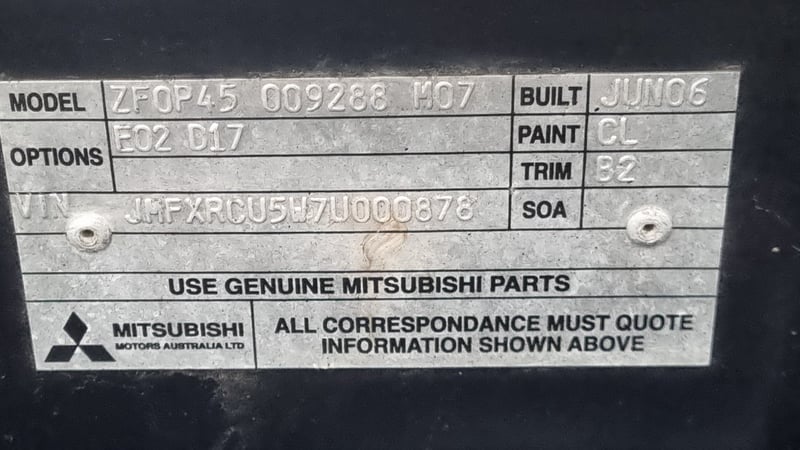 MODEL ZF0P45 009288 M07 BUILT JUN06
OPTIONS E02 D17 PAINT CL
TRIM B2
VIN JMFXRCU5W7U000878 SOA
USE GENUINE MITSUBISHI PARTS
MITSUBISHI
MOTORS AUSTRALIA LTD
ALL CORRESPONDANCE MUST QUOTE
INFORMATION SHOWN ABOVE